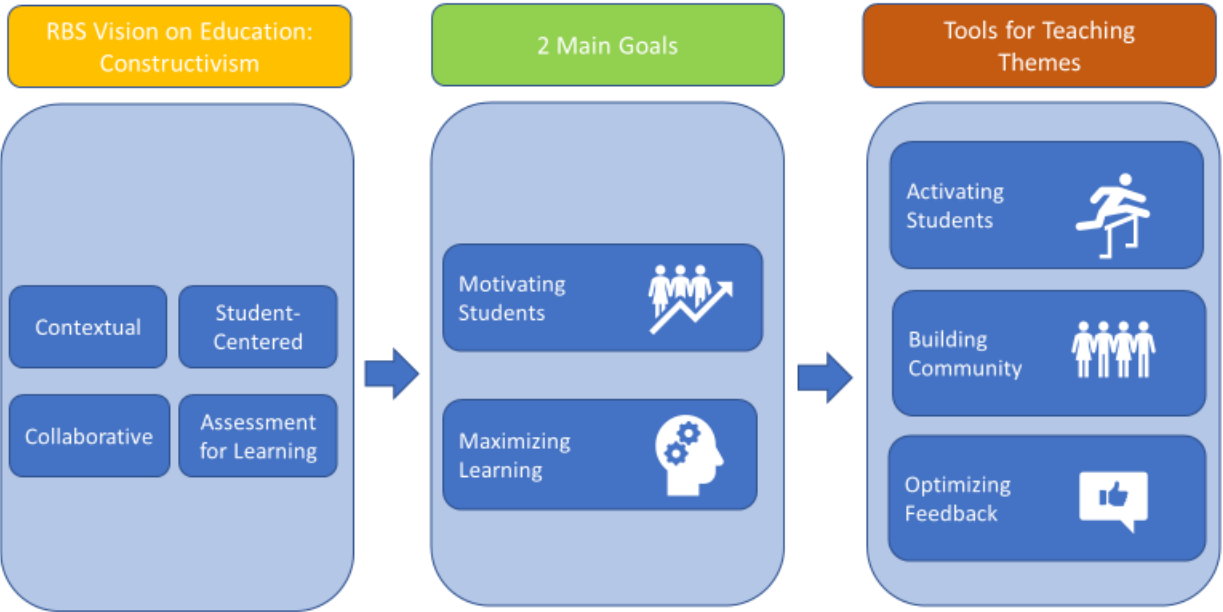 RBS Vision on Education:
Constructivism
2 Main Goals
Tools for Teaching
Themes
Contextual
Student-
Centered
Collaborative
Assessment
for Learning
Motivating
Students
Maximizing
Learning
Activating
Students
Building
Community
Optimizing
Feedback